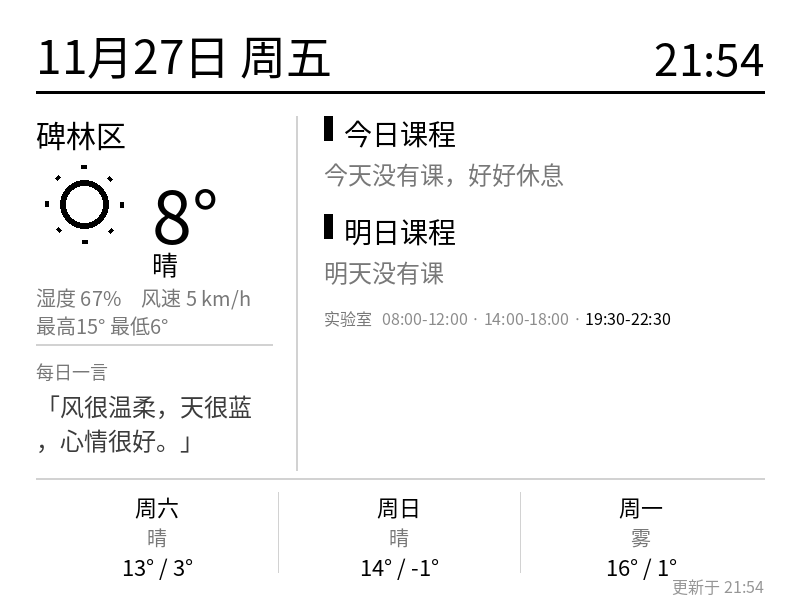 11月27日 周五
21:54
碑林区
8°
晴
湿度 67% 风速 5 km/h
最高15° 最低6°
每日一言
「风很温柔，天很蓝
，心情很好。」
今日课程
今天没有课，好好休息
明日课程
明天没有课
实验室 08:00-12:00 · 14:00-18:00 · 19:30-22:30
周六
晴
13° / 3°
周日
晴
14° / -1°
周一
雾
16° / 1°
更新于 21:54